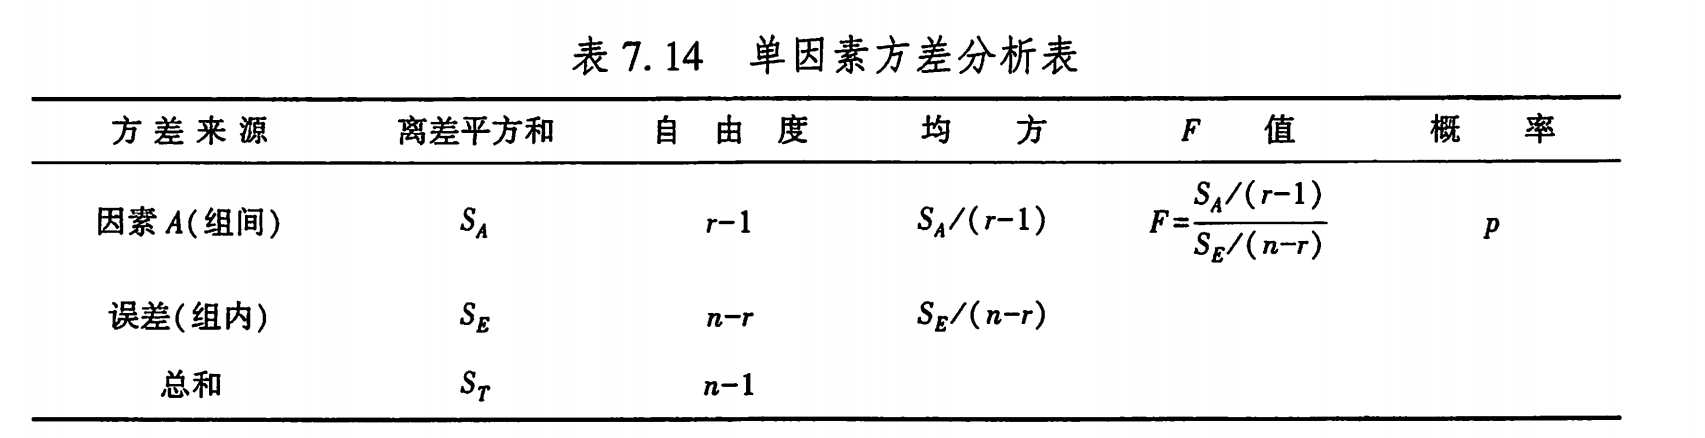 表 7.14 单因素方差分析表
方差来源 离差平方和 自由度 均方 F值 概率
因素 A(组间) S_A r-1 S_A/(r-1) F=\frac{S_A/(r-1)}{S_E/(n-r)} p
误差(组内) S_E n-r S_E/(n-r)
总和 S_T n-1